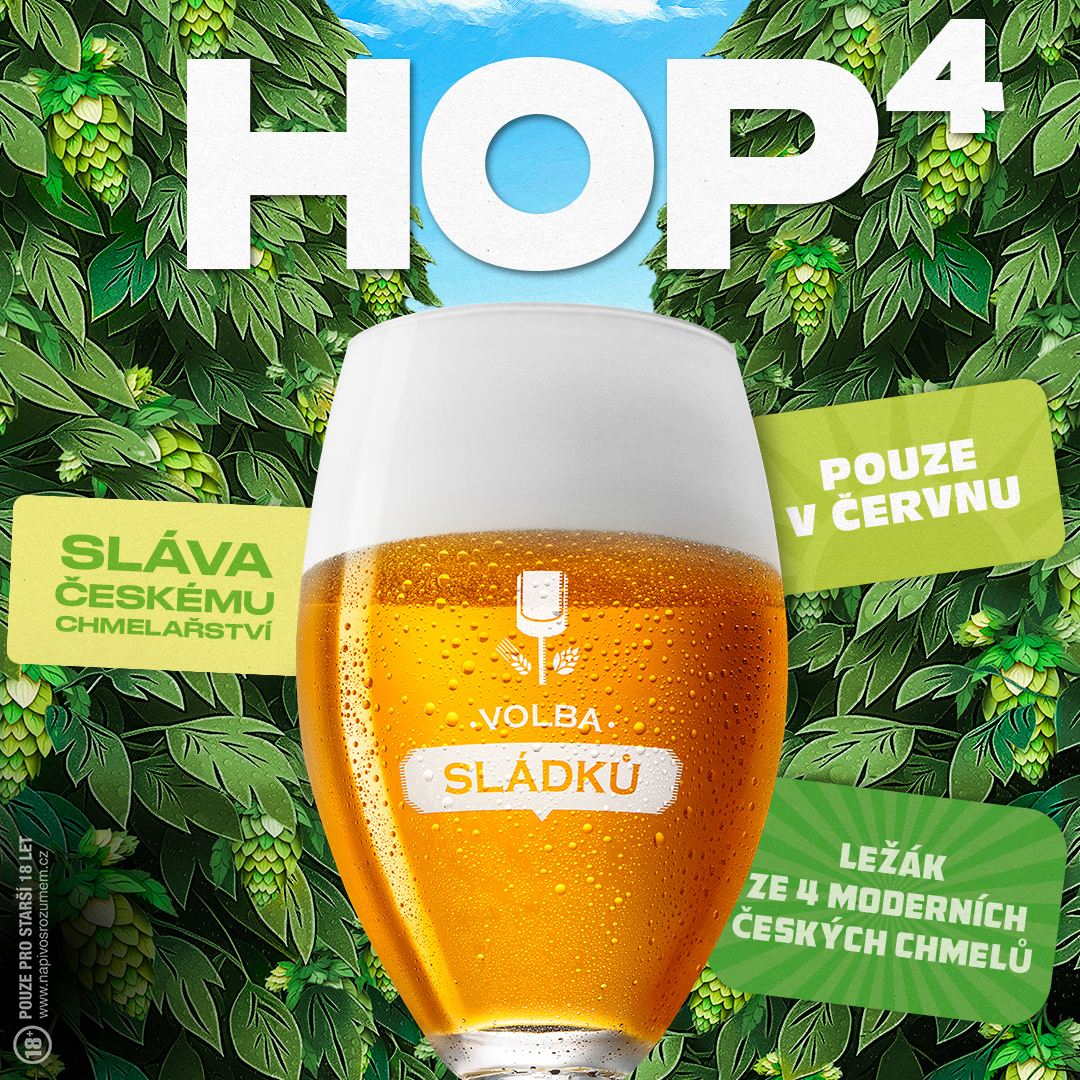 HOP⁴
POUZE
V ČERVNU
SLÁVA
ČESKÉMU
CHMELAŘSTVÍ
·VOLBA·
SLÁDKŮ
LEŽÁK
ZE 4 MODERNÍCH
ČESKÝCH CHMELŮ
18+ POUZE PRO STARŠÍ 18 LET
www.napivosrozumem.cz